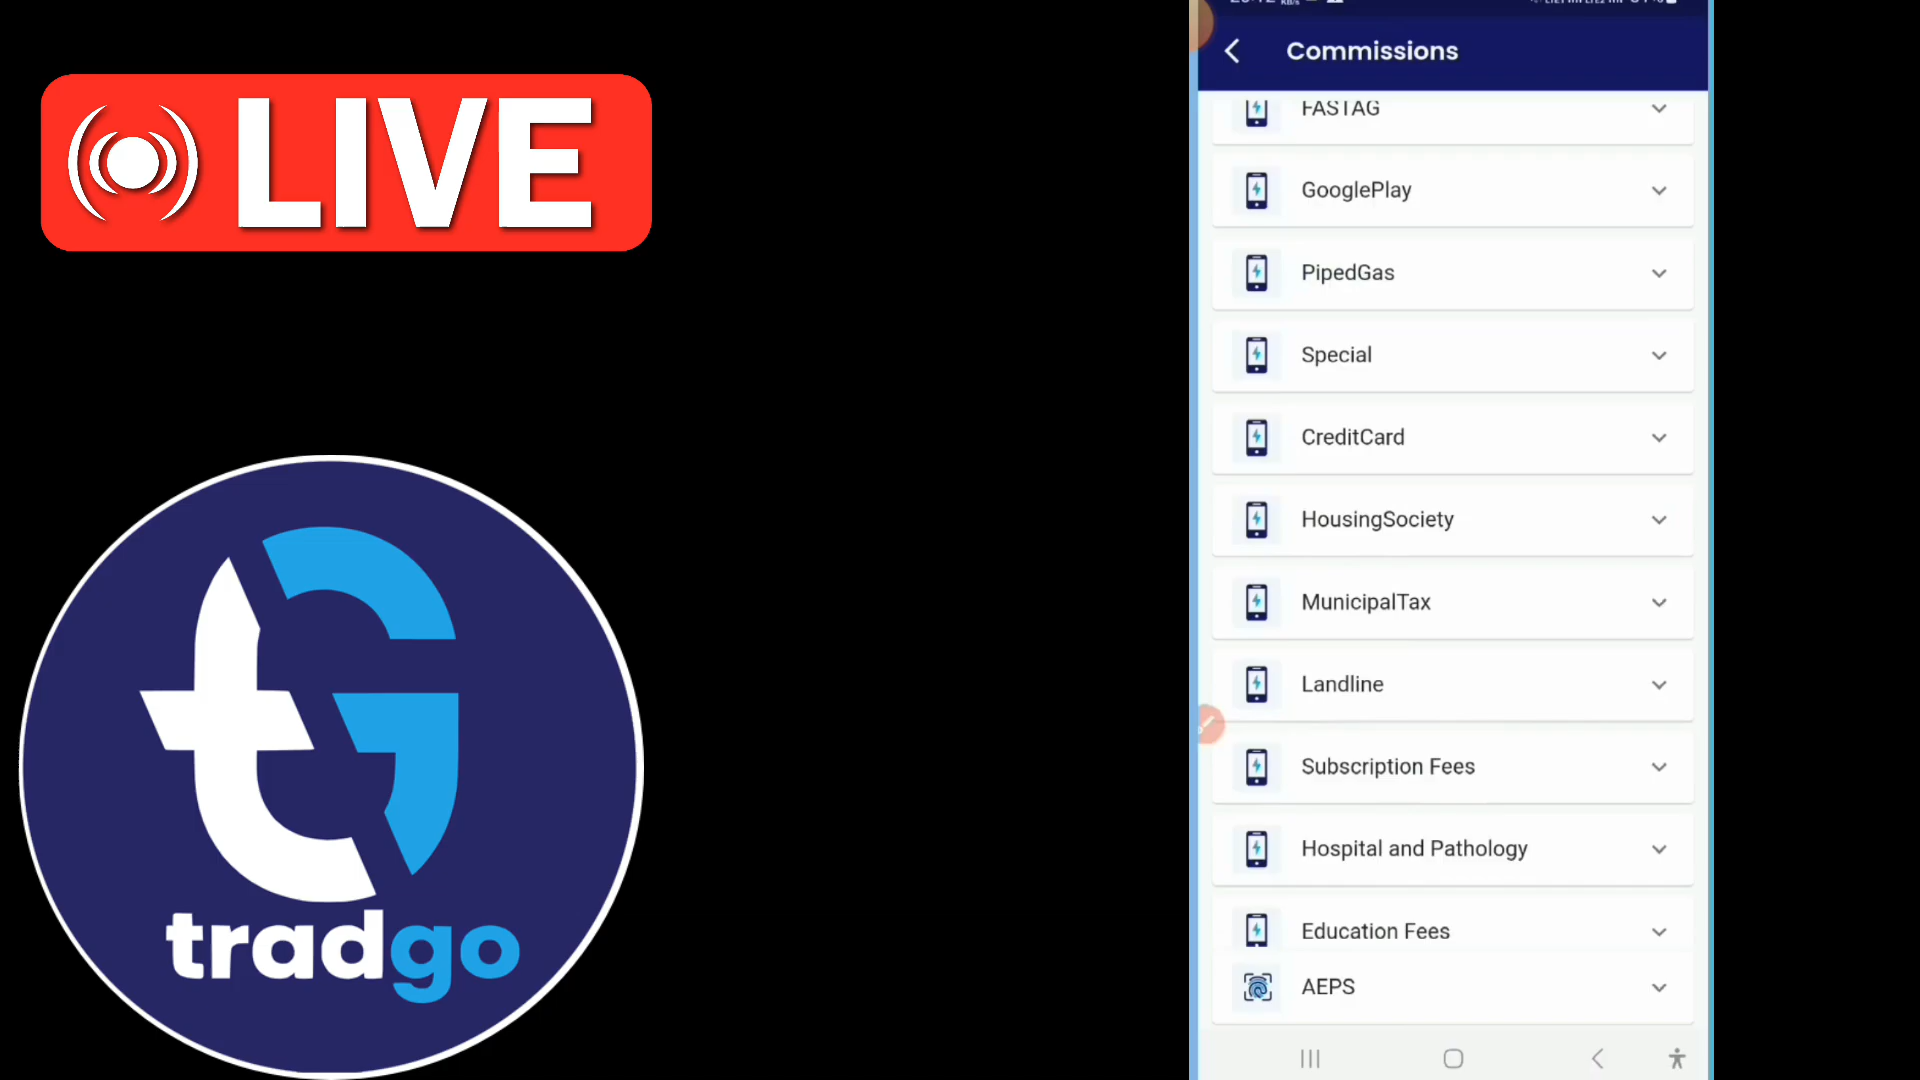 LIVE
tG
tradgo
Commissions
FASTAG
GooglePlay
PipedGas
Special
CreditCard
HousingSociety
MunicipalTax
Landline
Subscription Fees
Hospital and Pathology
Education Fees
AEPS